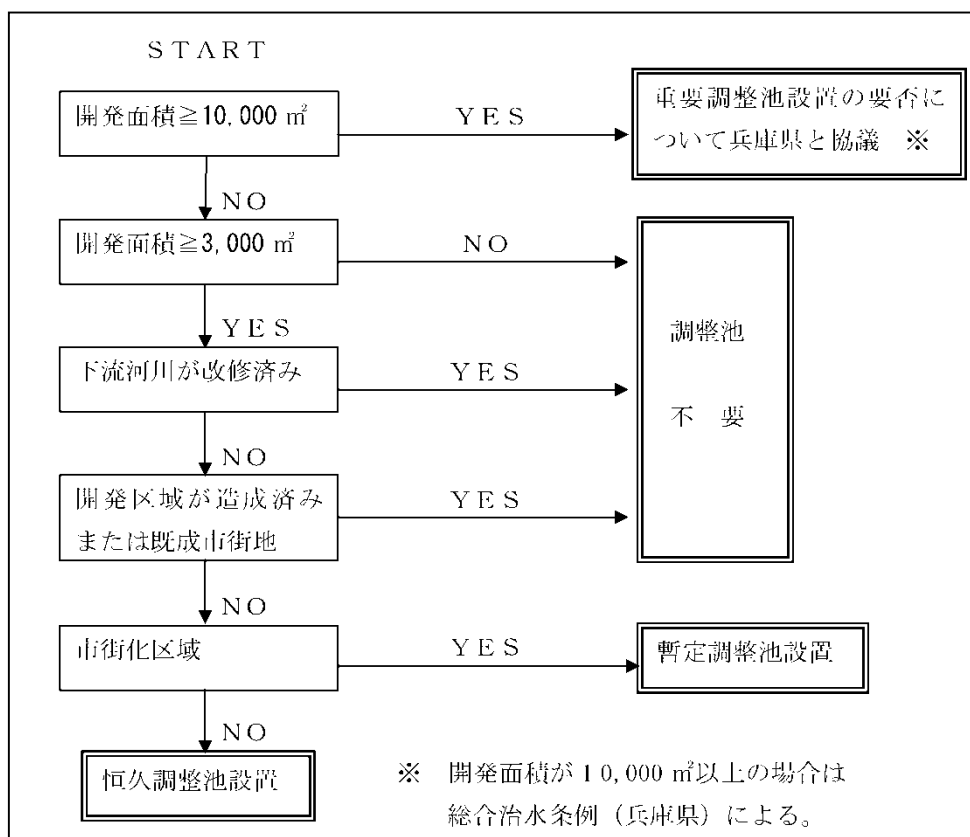 START
開発面積≧10,000 ㎡
YES
重要調整池設置の要否に
ついて兵庫県と協議 ※
NO
開発面積≧3,000 ㎡
NO
調整池
不 要
YES
下流河川が改修済み
YES
NO
開発区域が造成済み
または既成市街地
YES
NO
市街化区域
YES
暫定調整池設置
NO
恒久調整池設置
※ 開発面積が10,000 ㎡以上の場合は
総合治水条例(兵庫県)による。